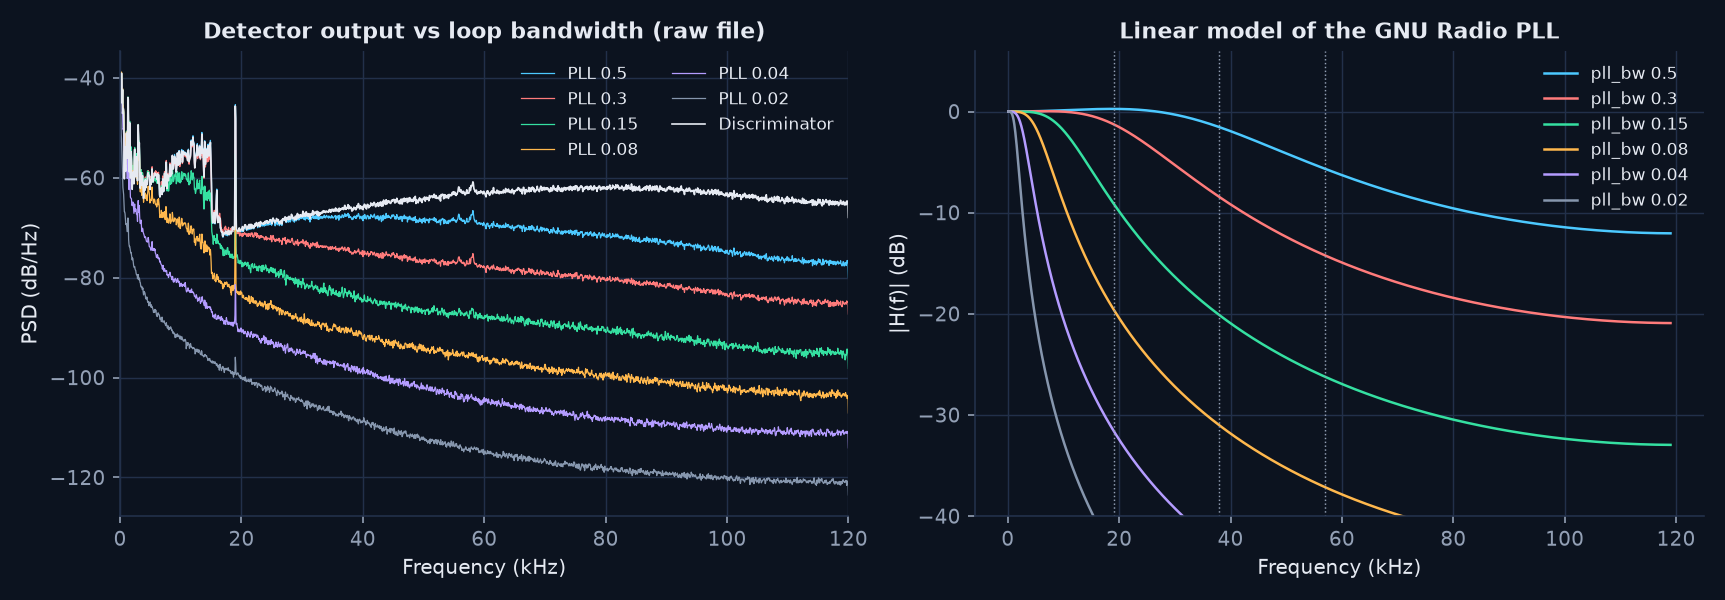 Detector output vs loop bandwidth (raw file)
PLL 0.5
PLL 0.3
PLL 0.15
PLL 0.08
PLL 0.04
PLL 0.02
Discriminator
−40
−60
−80
−100
−120
PSD (dB/Hz)
0 20 40 60 80 100 120
Frequency (kHz)
Linear model of the GNU Radio PLL
pll_bw 0.5
pll_bw 0.3
pll_bw 0.15
pll_bw 0.08
pll_bw 0.04
pll_bw 0.02
0
−10
−20
−30
−40
|H(f)| (dB)
0 20 40 60 80 100 120
Frequency (kHz)